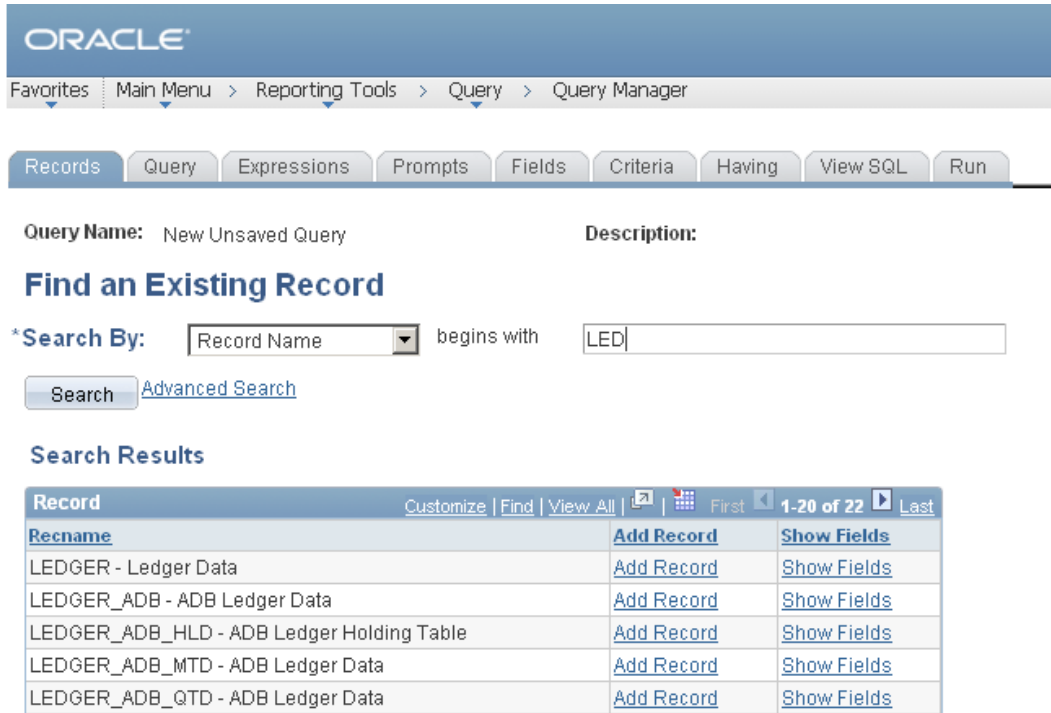 ORACLE
Favorites Main Menu > Reporting Tools > Query > Query Manager
Records Query Expressions Prompts Fields Criteria Having View SQL Run
Query Name: New Unsaved Query Description:
Find an Existing Record
*Search By: Record Name begins with LED
Search Advanced Search
Search Results
Record Customize | Find | View All | | First 1-20 of 22 Last
Recname Add Record Show Fields
LEDGER - Ledger Data Add Record Show Fields
LEDGER_ADB - ADB Ledger Data Add Record Show Fields
LEDGER_ADB_HLD - ADB Ledger Holding Table Add Record Show Fields
LEDGER_ADB_MTD - ADB Ledger Data Add Record Show Fields
LEDGER_ADB_QTD - ADB Ledger Data Add Record Show Fields